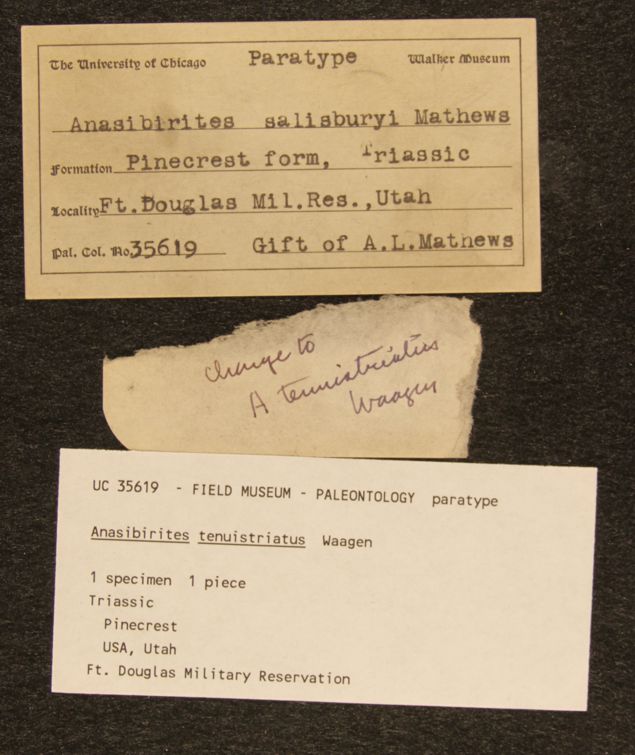 The University of Chicago Paratype Walker Museum
Anasibirites salisburyi Mathews
Formation Pinecrest form, Triassic
Locality Ft.Douglas Mil.Res.,Utah
Pal. Col. No. 35619 Gift of A.L.Mathews
change to
A tenuistriatus
Waagen
UC 35619 - FIELD MUSEUM - PALEONTOLOGY paratype
Anasibirites tenuistriatus Waagen
1 specimen 1 piece
Triassic
Pinecrest
USA, Utah
Ft. Douglas Military Reservation